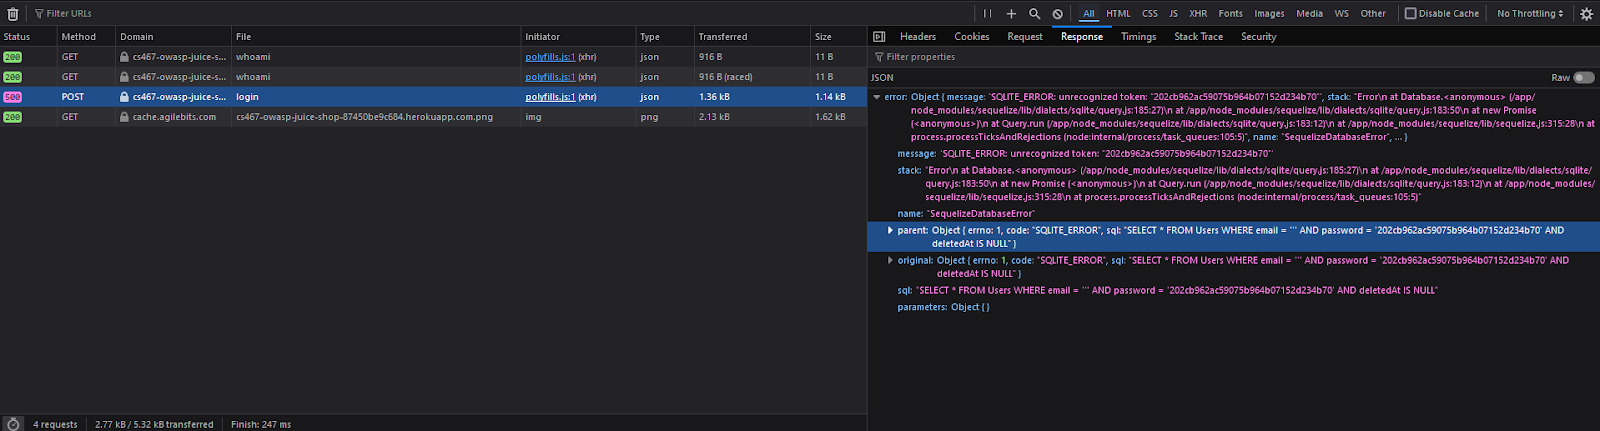 Filter URLs
All HTML CSS JS XHR Fonts Images Media WS Other Disable Cache No Throttling
Status Method Domain File Initiator Type Transferred Size
200 GET cs467-owasp-juice-s... whoami polyfills.js:1 (xhr) json 916 B 11 B
200 GET cs467-owasp-juice-s... whoami polyfills.js:1 (xhr) json 916 B (raced) 11 B
500 POST cs467-owasp-juice-s... login polyfills.js:1 (xhr) json 1.36 kB 1.14 kB
200 GET cache.agilebits.com cs467-owasp-juice-shop-87450be9c684.herokuapp.com.png img png 2.13 kB 1.62 kB
4 requests 2.77 kB / 5.32 kB transferred Finish: 247 ms
Headers Cookies Request Response Timings Stack Trace Security
Filter properties
JSON Raw
error: Object { message: `SQLITE_ERROR: unrecognized token: "202cb962ac59075b964b07152d234b70"`, stack: "Error\n at Database.<anonymous> (/app/
node_modules/sequelize/lib/dialects/sqlite/query.js:185:27)\n at /app/node_modules/sequelize/lib/dialects/sqlite/query.js:183:50\n at new Promise
(<anonymous>)\n at Query.run (/app/node_modules/sequelize/lib/dialects/sqlite/query.js:183:12)\n at /app/node_modules/sequelize/lib/sequelize.js:315:28\n at
process.processTicksAndRejections (node:internal/process/task_queues:105:5)", name: "SequelizeDatabaseError", ... }
message: `SQLITE_ERROR: unrecognized token: "202cb962ac59075b964b07152d234b70"`
stack: "Error\n at Database.<anonymous> (/app/node_modules/sequelize/lib/dialects/sqlite/query.js:185:27)\n at /app/node_modules/sequelize/lib/dialects/sqlite/
query.js:183:50\n at new Promise (<anonymous>)\n at Query.run (/app/node_modules/sequelize/lib/dialects/sqlite/query.js:183:12)\n at /app/node_modules/
sequelize/lib/sequelize.js:315:28\n at process.processTicksAndRejections (node:internal/process/task_queues:105:5)"
name: "SequelizeDatabaseError"
parent: Object { errno: 1, code: "SQLITE_ERROR", sql: "SELECT * FROM Users WHERE email = ''' AND password = '202cb962ac59075b964b07152d234b70' AND
deletedAt IS NULL" }
original: Object { errno: 1, code: "SQLITE_ERROR", sql: "SELECT * FROM Users WHERE email = ''' AND password = '202cb962ac59075b964b07152d234b70' AND
deletedAt IS NULL" }
sql: "SELECT * FROM Users WHERE email = ''' AND password = '202cb962ac59075b964b07152d234b70' AND deletedAt IS NULL"
parameters: Object { }